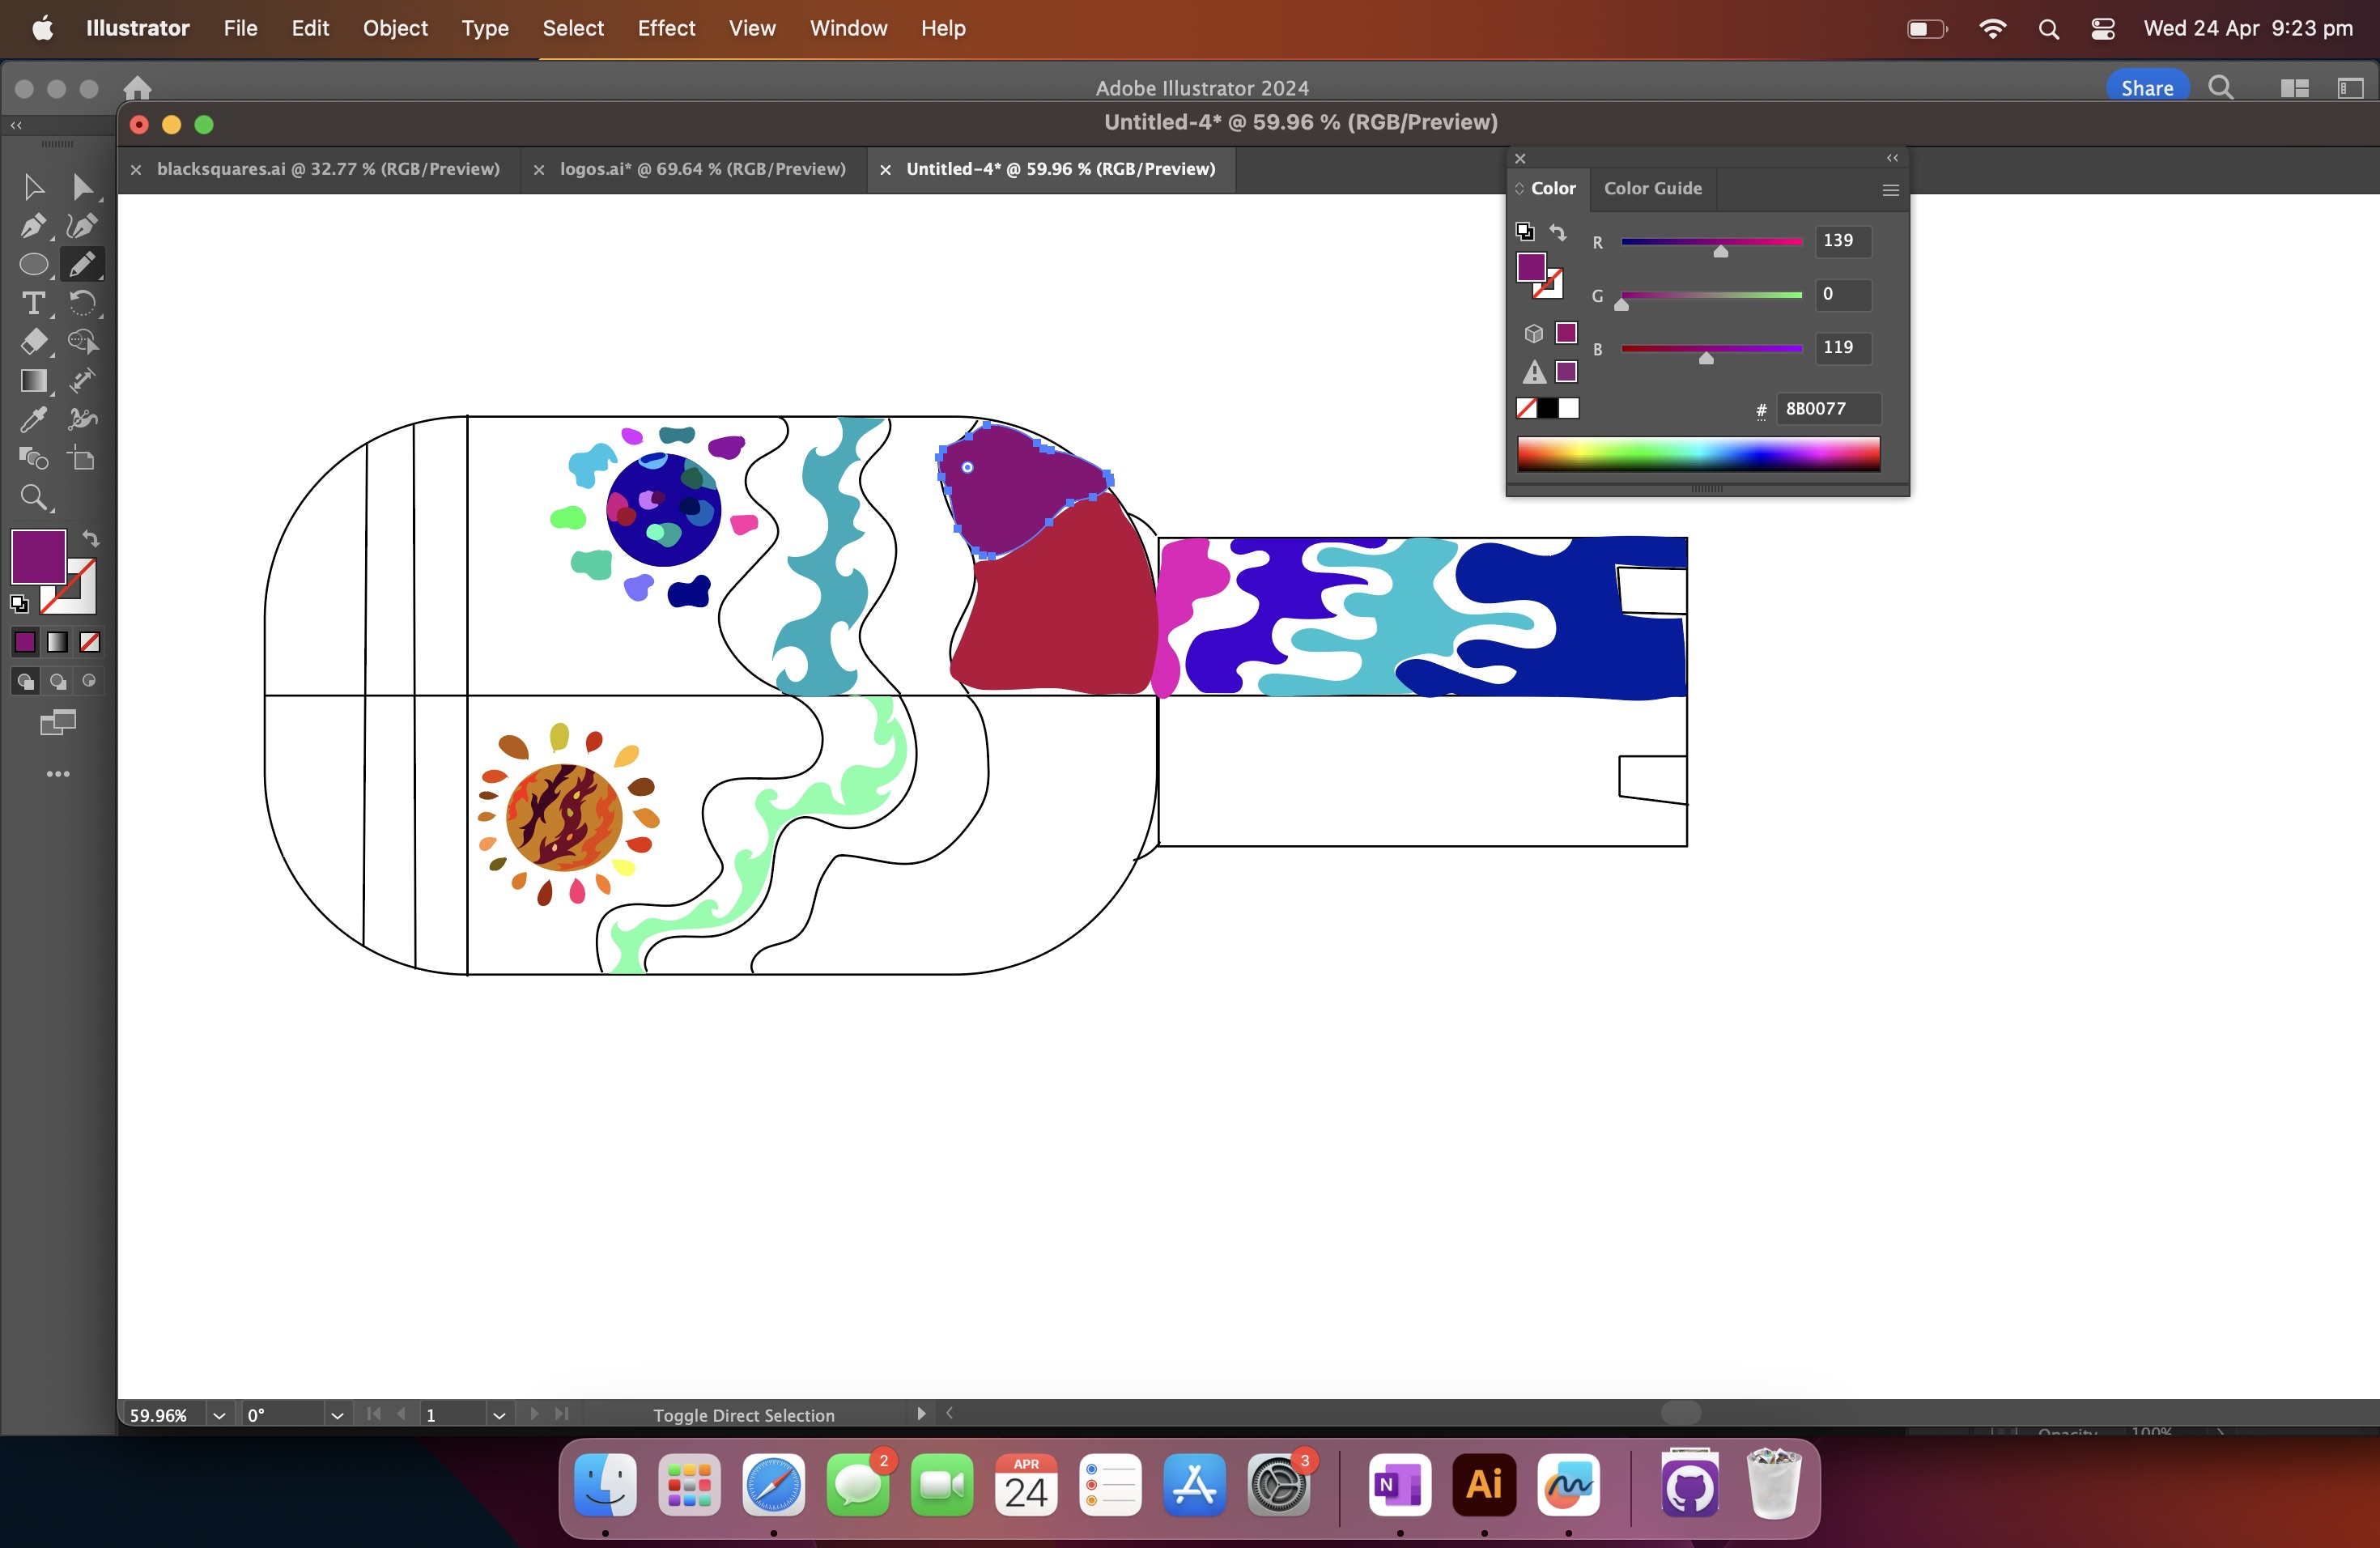 Illustrator File Edit Object Type Select Effect View Window Help Wed 24 Apr 9:23 pm
Adobe Illustrator 2024 Share
Untitled-4* @ 59.96 % (RGB/Preview)
blacksquares.ai @ 32.77 % (RGB/Preview) logos.ai* @ 69.64 % (RGB/Preview) Untitled-4* @ 59.96 % (RGB/Preview)
Color Color Guide
R 139
G 0
B 119
# 8B0077
T
59.96% 0° 1 Toggle Direct Selection
Opacity 100%
2
APR
24
3
N
Ai